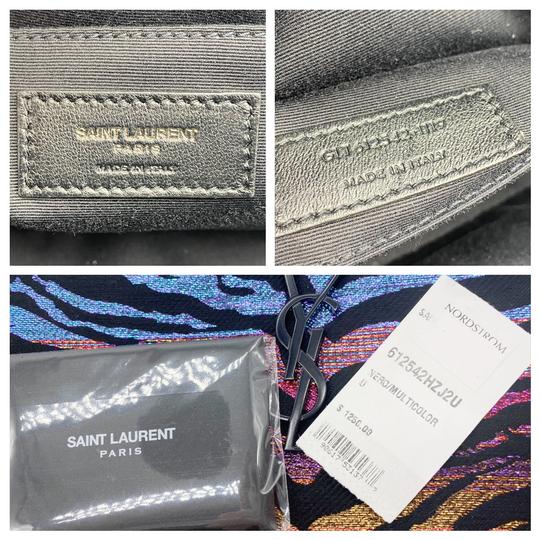 SAINT LAURENT
PARIS
MADE IN ITALY
MADE IN ITALY
SAINT LAURENT
PARIS
NORDSTROM
612542HZJ2U
NERO/MULTICOLOR
U
$ 1250.00